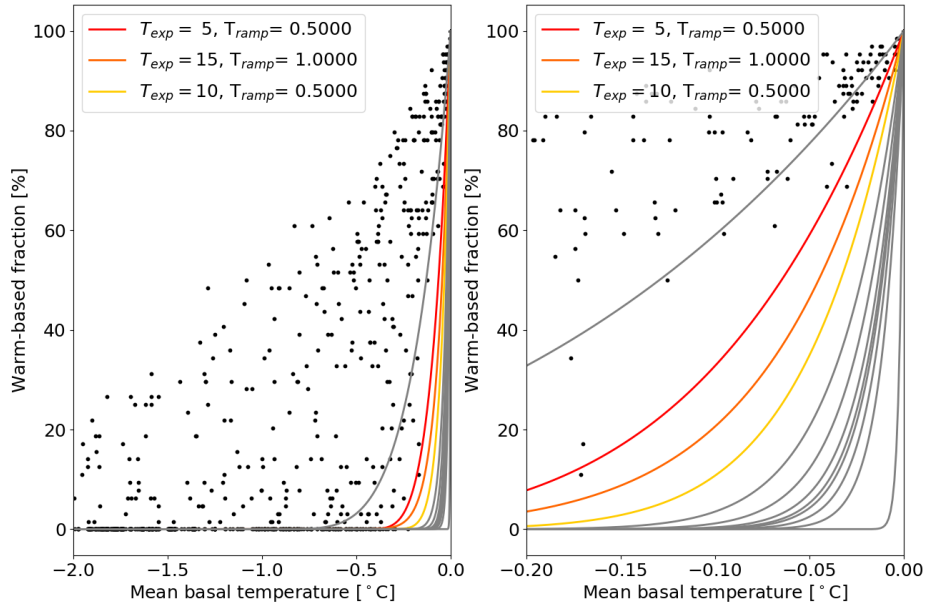 T_exp = 5, T_ramp= 0.5000
T_exp = 15, T_ramp= 1.0000
T_exp = 10, T_ramp= 0.5000
100
80
60
40
20
0
Warm-based fraction [%]
-2.0
-1.5
-1.0
-0.5
0.0
Mean basal temperature [°C]
T_exp = 5, T_ramp= 0.5000
T_exp = 15, T_ramp= 1.0000
T_exp = 10, T_ramp= 0.5000
100
80
60
40
20
0
Warm-based fraction [%]
-0.20
-0.15
-0.10
-0.05
0.00
Mean basal temperature [°C]